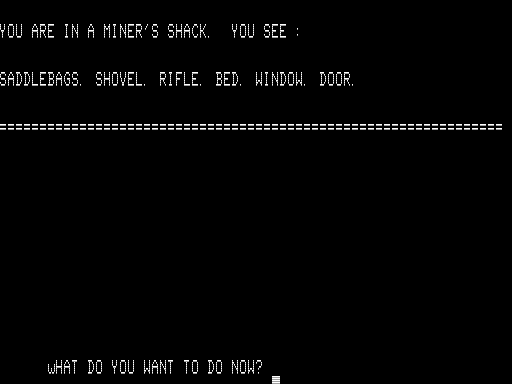 YOU ARE IN A MINER'S SHACK.  YOU SEE :
SADDLEBAGS. SHOVEL. RIFLE. BED. WINDOW. DOOR.
===============================================================
wHAT DO YOU WANT TO DO NOW?